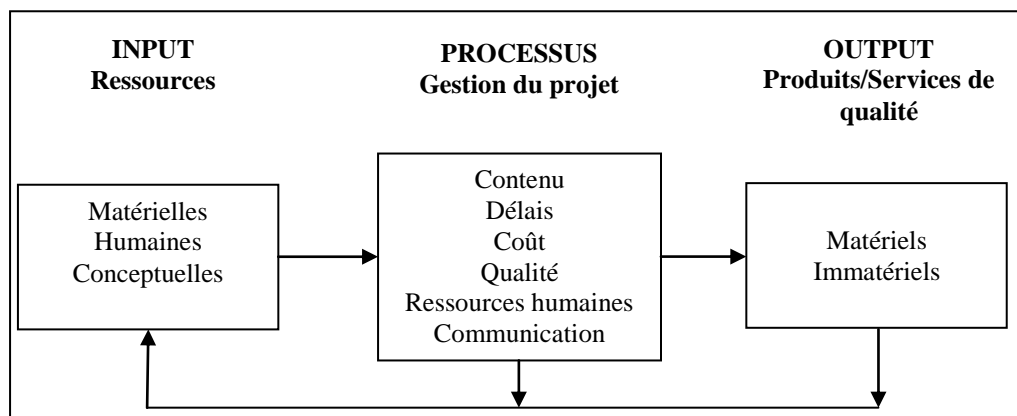 INPUT
Ressources
PROCESSUS
Gestion du projet
OUTPUT
Produits/Services de
qualité
Matérielles
Humaines
Conceptuelles
Contenu
Délais
Coût
Qualité
Ressources humaines
Communication
Matériels
Immatériels